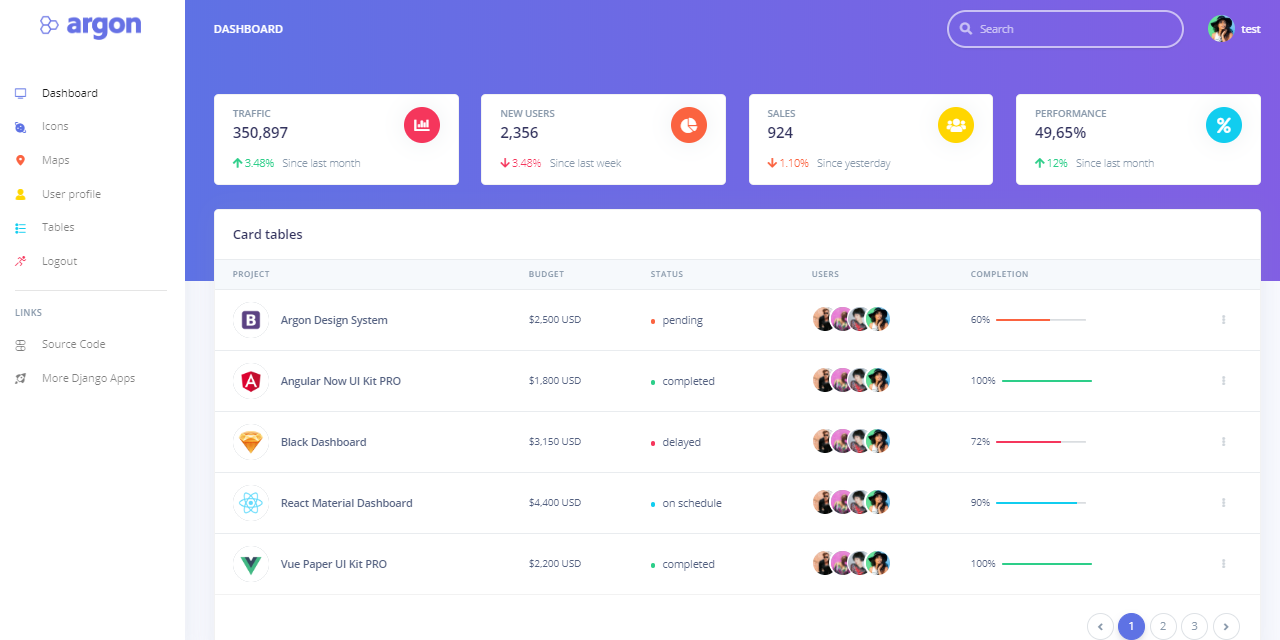 argon
DASHBOARD
Search
test
Dashboard
Icons
Maps
User profile
Tables
Logout
LINKS
Source Code
More Django Apps
TRAFFIC
350,897
3.48% Since last month
NEW USERS
2,356
3.48% Since last week
SALES
924
1.10% Since yesterday
PERFORMANCE
49,65%
12% Since last month
Card tables
PROJECT BUDGET STATUS USERS COMPLETION
Argon Design System $2,500 USD pending 60%
Angular Now UI Kit PRO $1,800 USD completed 100%
Black Dashboard $3,150 USD delayed 72%
React Material Dashboard $4,400 USD on schedule 90%
Vue Paper UI Kit PRO $2,200 USD completed 100%
1 2 3